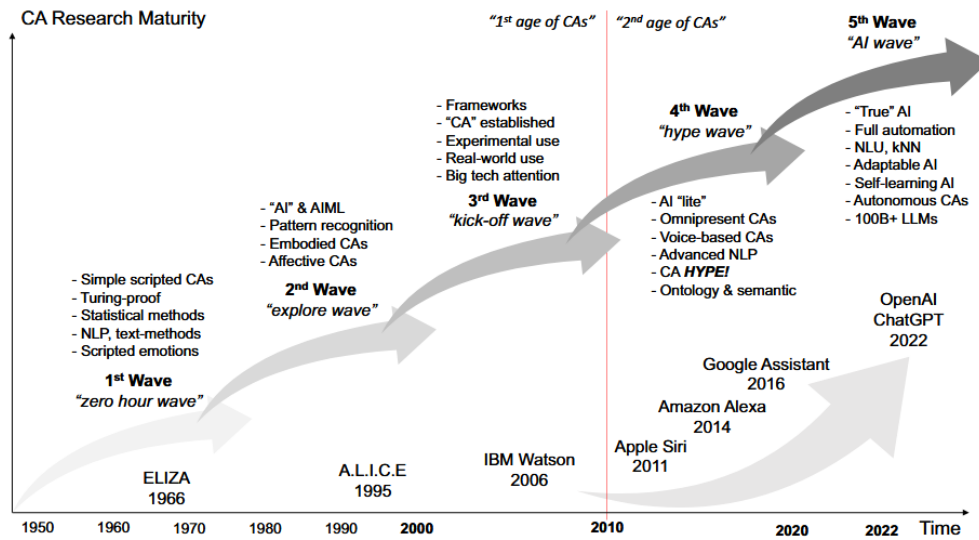 CA Research Maturity
“1st age of CAs”
“2nd age of CAs”
5th Wave
“AI wave”
- “True” AI
- Full automation
- NLU, kNN
- Adaptable AI
- Self-learning AI
- Autonomous CAs
- 100B+ LLMs
- Frameworks
- “CA” established
- Experimental use
- Real-world use
- Big tech attention
3rd Wave
“kick-off wave”
4th Wave
“hype wave”
- AI “lite”
- Omnipresent CAs
- Voice-based CAs
- Advanced NLP
- CA HYPE!
- Ontology & semantic
- “AI” & AIML
- Pattern recognition
- Embodied CAs
- Affective CAs
2nd Wave
“explore wave”
- Simple scripted CAs
- Turing-proof
- Statistical methods
- NLP, text-methods
- Scripted emotions
1st Wave
“zero hour wave”
ELIZA
1966
A.L.I.C.E
1995
IBM Watson
2006
Apple Siri
2011
Amazon Alexa
2014
Google Assistant
2016
OpenAI
ChatGPT
2022
1950 1960 1970 1980 1990 2000 2010 2020 2022 Time